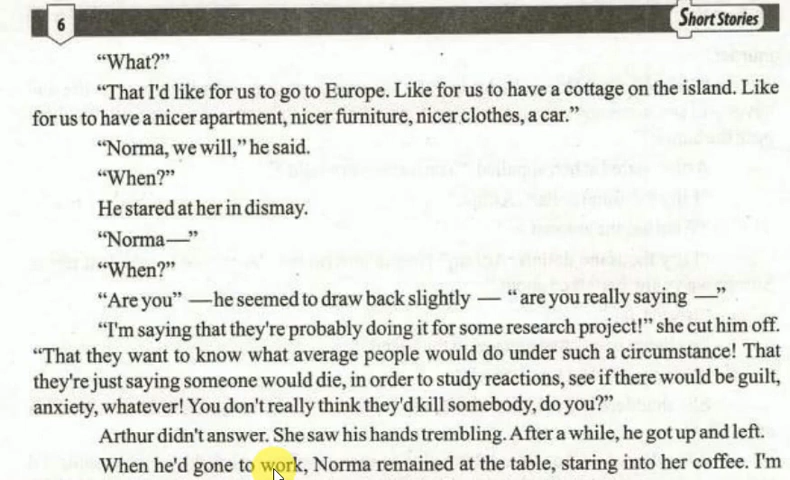 6
Short Stories
“What?”
“That I'd like for us to go to Europe. Like for us to have a cottage on the island. Like
for us to have a nicer apartment, nicer furniture, nicer clothes, a car.”
“Norma, we will,” he said.
“When?”
He stared at her in dismay.
“Norma—”
“When?”
“Are you” —he seemed to draw back slightly — “are you really saying —”
“I'm saying that they're probably doing it for some research project!” she cut him off.
“That they want to know what average people would do under such a circumstance! That
they're just saying someone would die, in order to study reactions, see if there would be guilt,
anxiety, whatever! You don't really think they'd kill somebody, do you?”
Arthur didn't answer. She saw his hands trembling. After a while, he got up and left.
When he'd gone to work, Norma remained at the table, staring into her coffee. I'm